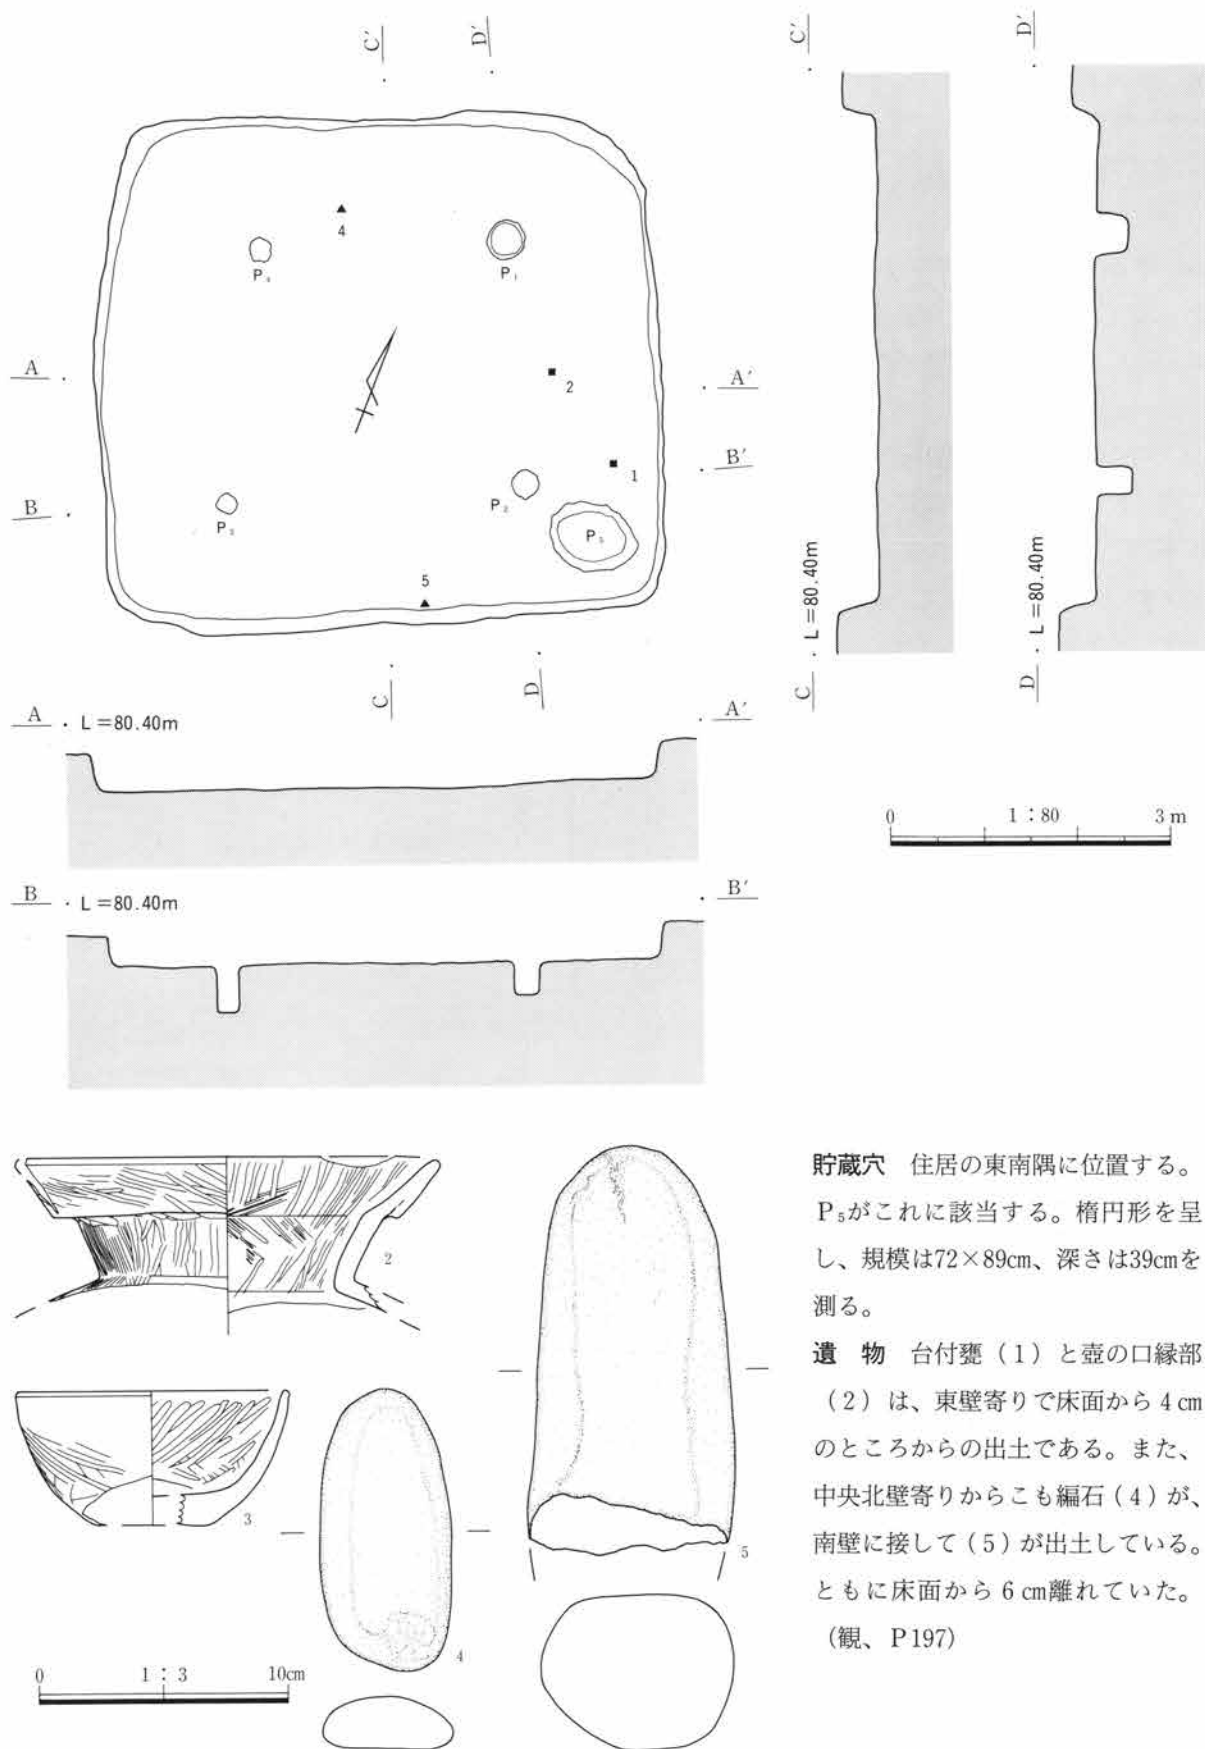 C′ D′
C′ D′
4
P₄ P₁
A 2 A′
B′
1
B P₃ P₂ P₅
5
C D
L=80.40m L=80.40m
C D
A L=80.40m A′
0 1:80 3m
B L=80.40m B′
2
3
4
5
0 1:3 10cm
貯蔵穴 住居の東南隅に位置する。
P₅がこれに該当する。楕円形を呈
し、規模は72×89cm、深さは39cmを
測る。
遺 物 台付甕(1)と壺の口縁部
(2)は、東壁寄りで床面から4cm
のところからの出土である。また、
中央北壁寄りからこも編石(4)が、
南壁に接して(5)が出土している。
ともに床面から6cm離れていた。
(観、P197)